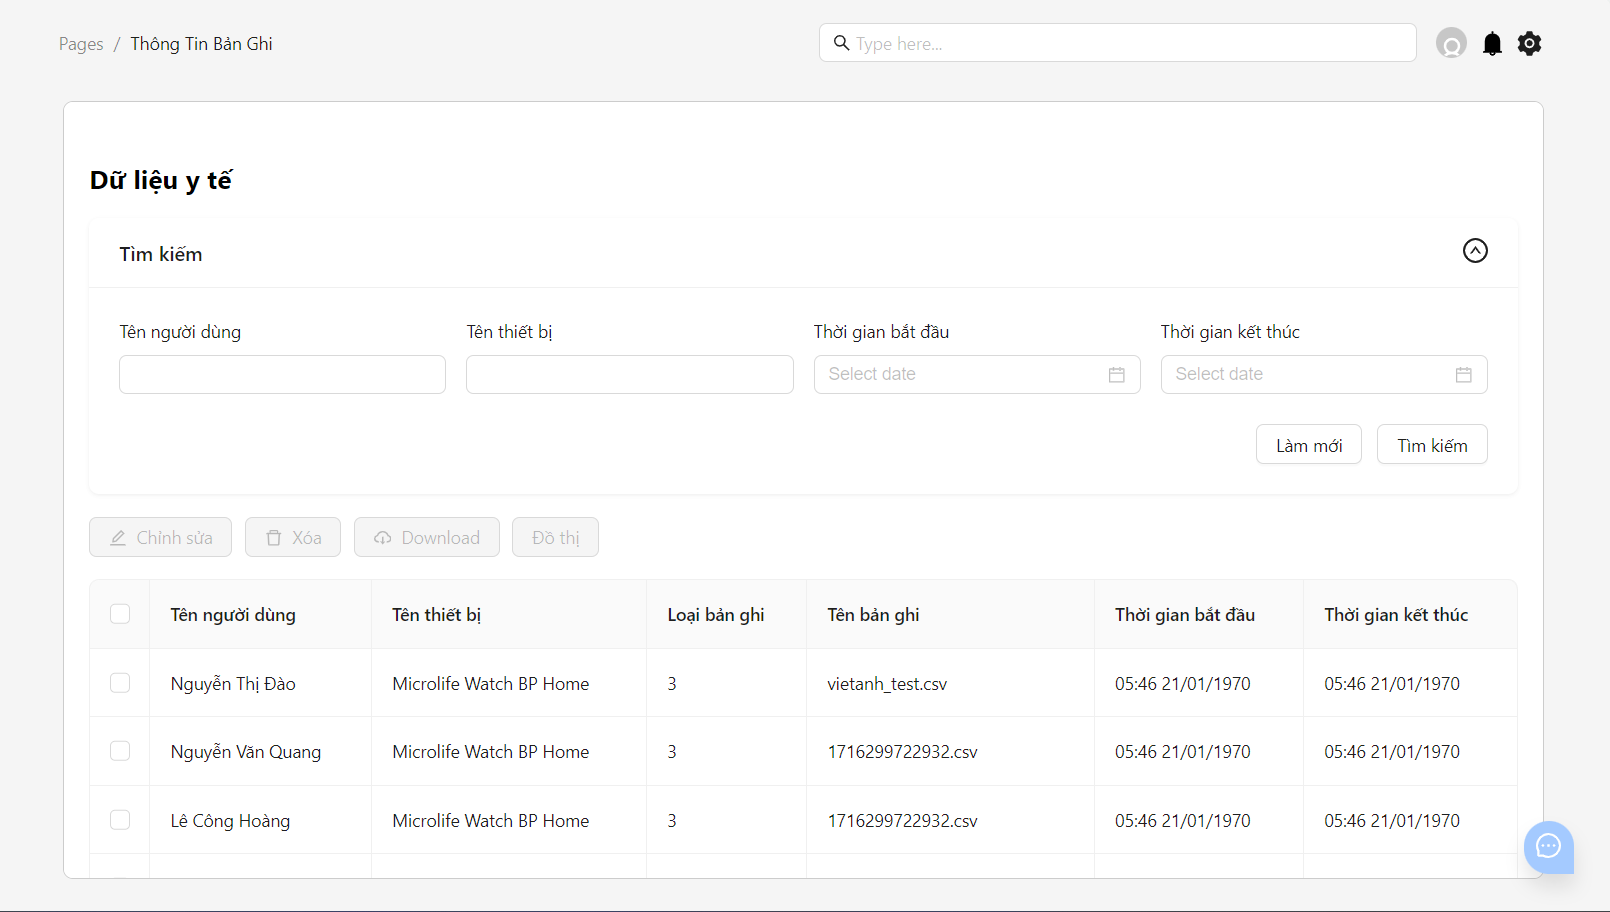 Pages / Thông Tin Bản Ghi
Type here...
Dữ liệu y tế
Tìm kiếm
Tên người dùng Tên thiết bị Thời gian bắt đầu Thời gian kết thúc
Select date Select date
Làm mới Tìm kiếm
Chỉnh sửa Xóa Download Đồ thị
Tên người dùng Tên thiết bị Loại bản ghi Tên bản ghi Thời gian bắt đầu Thời gian kết thúc
Nguyễn Thị Đào Microlife Watch BP Home 3 vietanh_test.csv 05:46 21/01/1970 05:46 21/01/1970
Nguyễn Văn Quang Microlife Watch BP Home 3 1716299722932.csv 05:46 21/01/1970 05:46 21/01/1970
Lê Công Hoàng Microlife Watch BP Home 3 1716299722932.csv 05:46 21/01/1970 05:46 21/01/1970